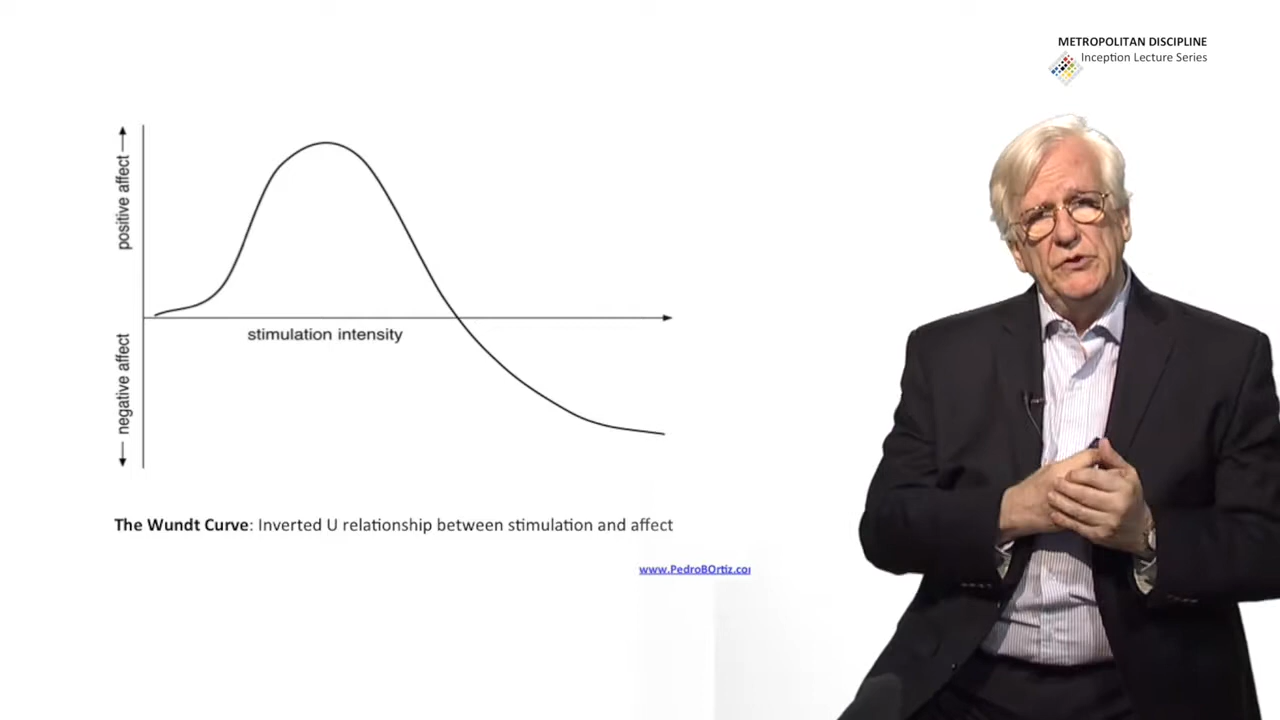 METROPOLITAN DISCIPLINE
Inception Lecture Series
positive affect
negative affect
stimulation intensity
The Wundt Curve: Inverted U relationship between stimulation and affect
www.PedroBOrtiz.co